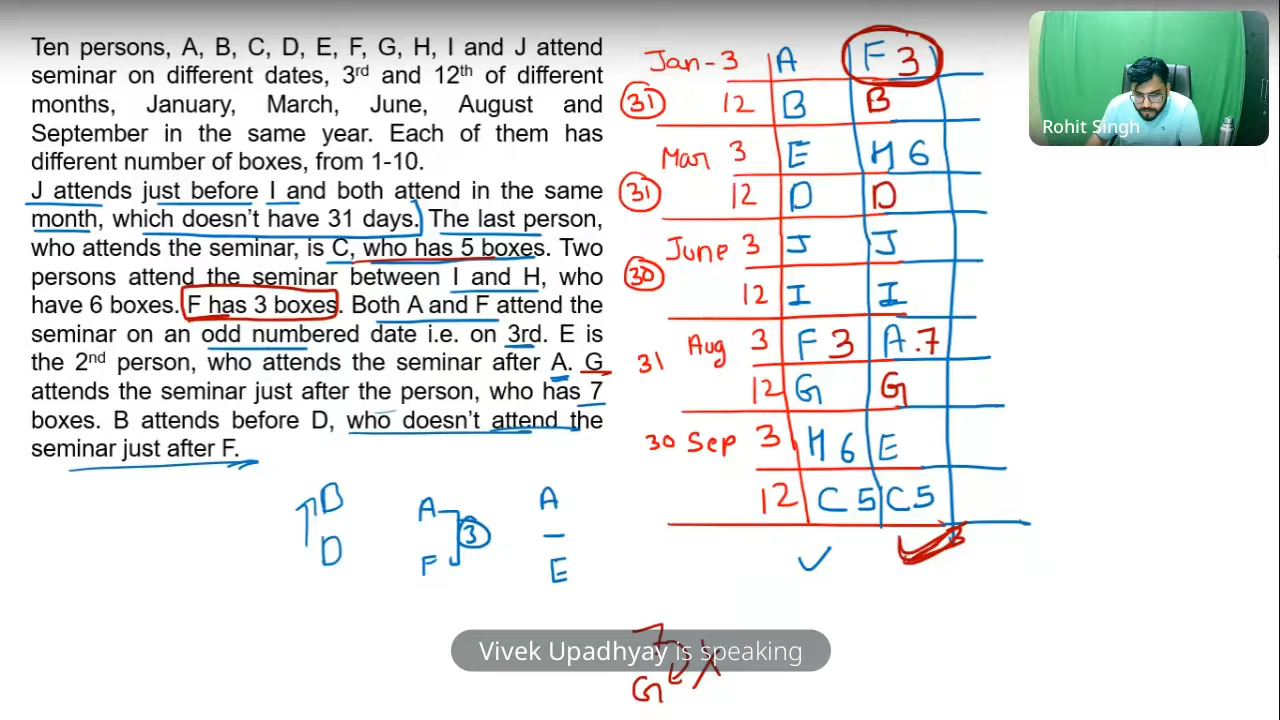 Ten persons, A, B, C, D, E, F, G, H, I and J attend
seminar on different dates, 3rd and 12th of different
months, January, March, June, August and
September in the same year. Each of them has
different number of boxes, from 1-10.
J attends just before I and both attend in the same
month, which doesn't have 31 days. The last person,
who attends the seminar, is C, who has 5 boxes. Two
persons attend the seminar between I and H, who
have 6 boxes. F has 3 boxes. Both A and F attend the
seminar on an odd numbered date i.e. on 3rd. E is
the 2nd person, who attends the seminar after A. G
attends the seminar just after the person, who has 7
boxes. B attends before D, who doesn't attend the
seminar just after F.
B
D
A
F
3
A
E
Jan-3 A F 3
31 12 B B
Mar 3 E H 6
31 12 D D
June 3 J J
30 12 I I
31 Aug 3 F 3 A.7
12 G G
30 Sep 3 H 6 E
12 C 5 C 5
Rohit Singh
Vivek Upadhyay is speaking
7
G